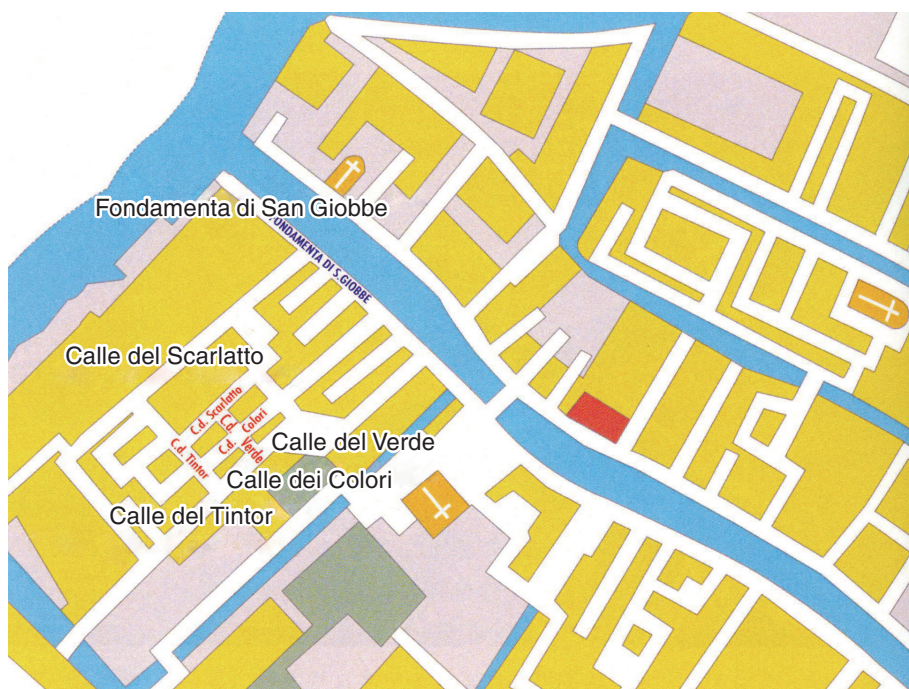 Fondamenta di San Giobbe
FONDAMENTA DI S.GIOBBE
Calle del Scarlatto
C.d. Scarlatto
C.d. Colori
C.d. Verde
C.d. Tintor
Calle del Verde
Calle dei Colori
Calle del Tintor